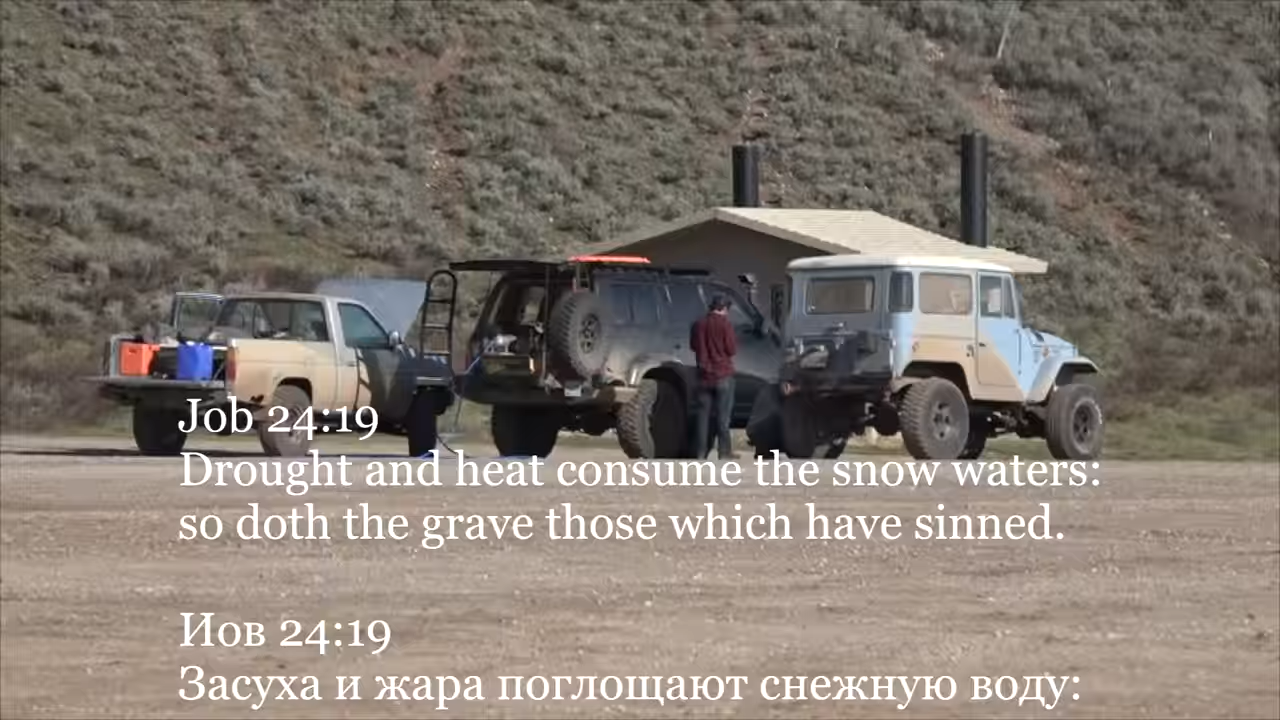 Job 24:19
Drought and heat consume the snow waters:
so doth the grave those which have sinned.
Иов 24:19
Засуха и жара поглощают снежную воду: